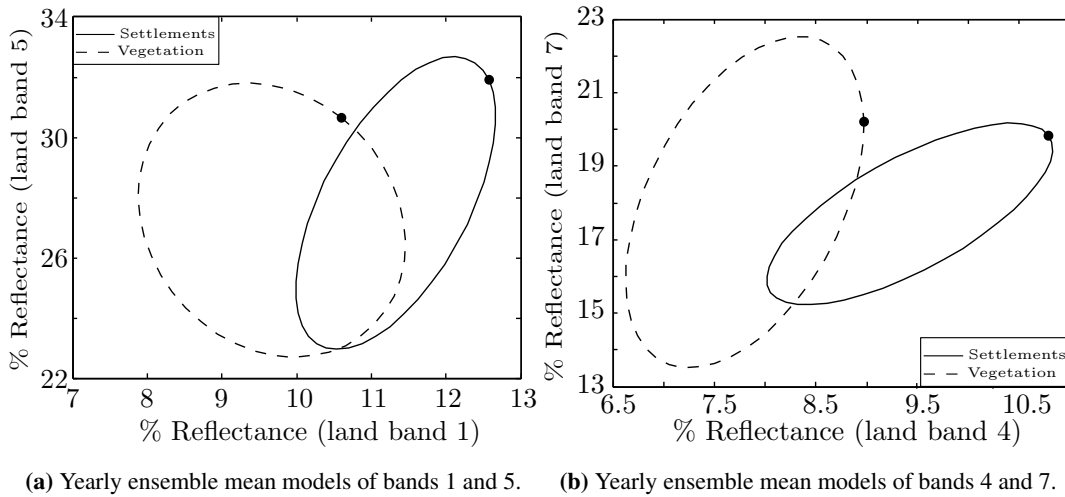 34
30
26
22
7
8
9
10
11
12
13
% Reflectance (land band 5)
% Reflectance (land band 1)
Settlements
Vegetation
(a) Yearly ensemble mean models of bands 1 and 5.
23
21
19
17
15
13
6.5
7.5
8.5
9.5
10.5
% Reflectance (land band 7)
% Reflectance (land band 4)
Settlements
Vegetation
(b) Yearly ensemble mean models of bands 4 and 7.